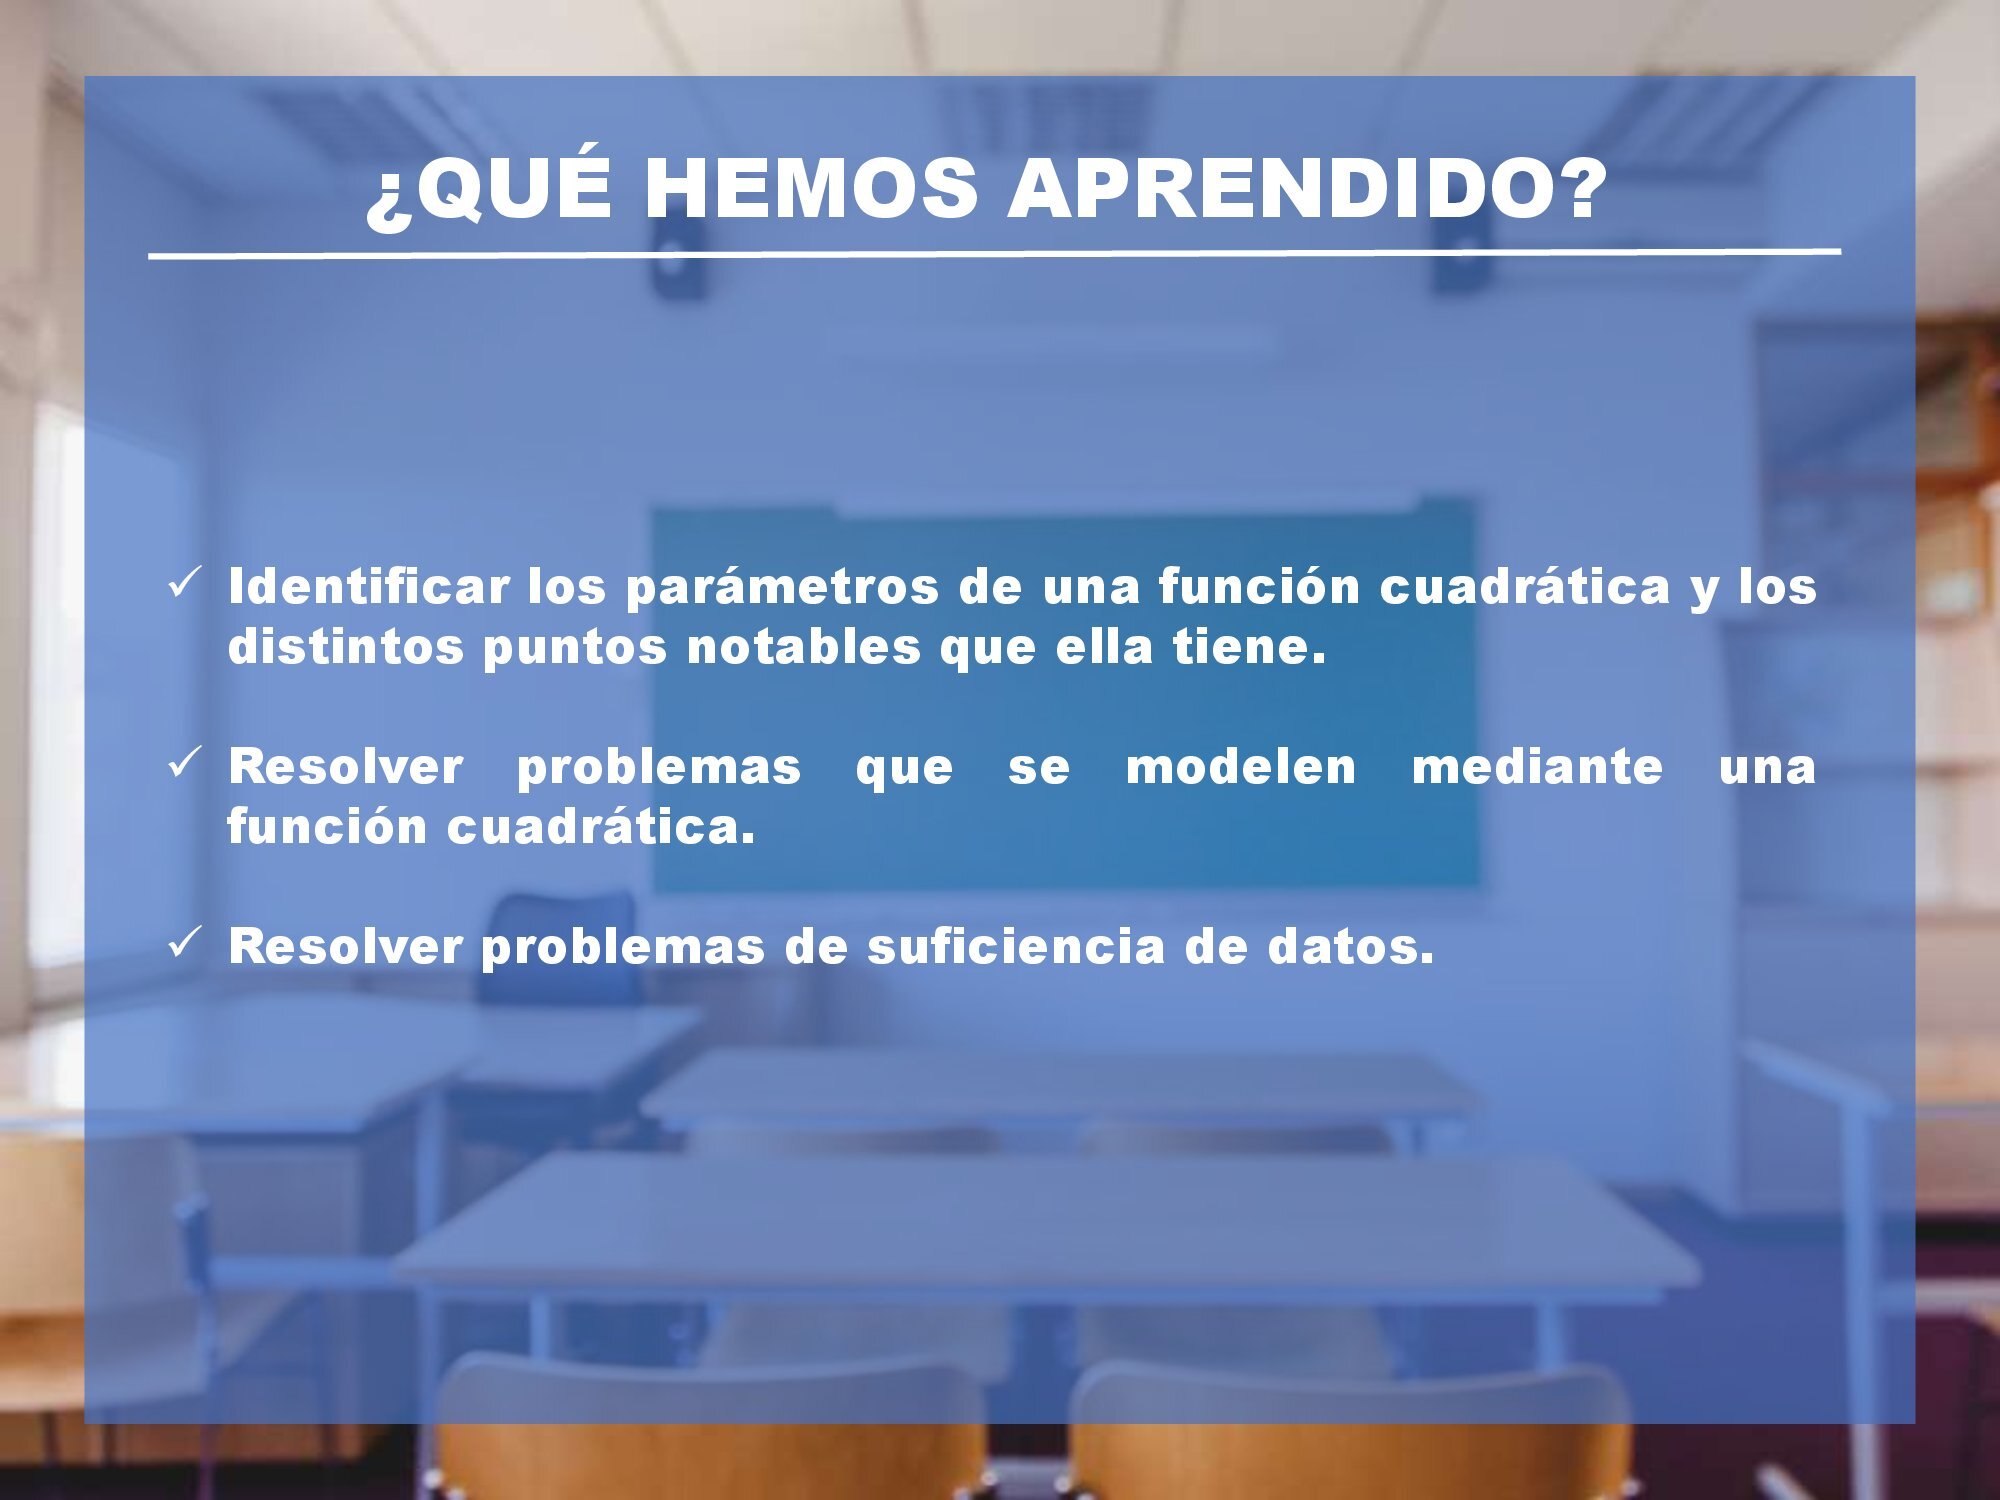 ¿QUÉ HEMOS APRENDIDO?
✓ Identificar los parámetros de una función cuadrática y los
distintos puntos notables que ella tiene.
✓ Resolver problemas que se modelen mediante una
función cuadrática.
✓ Resolver problemas de suficiencia de datos.